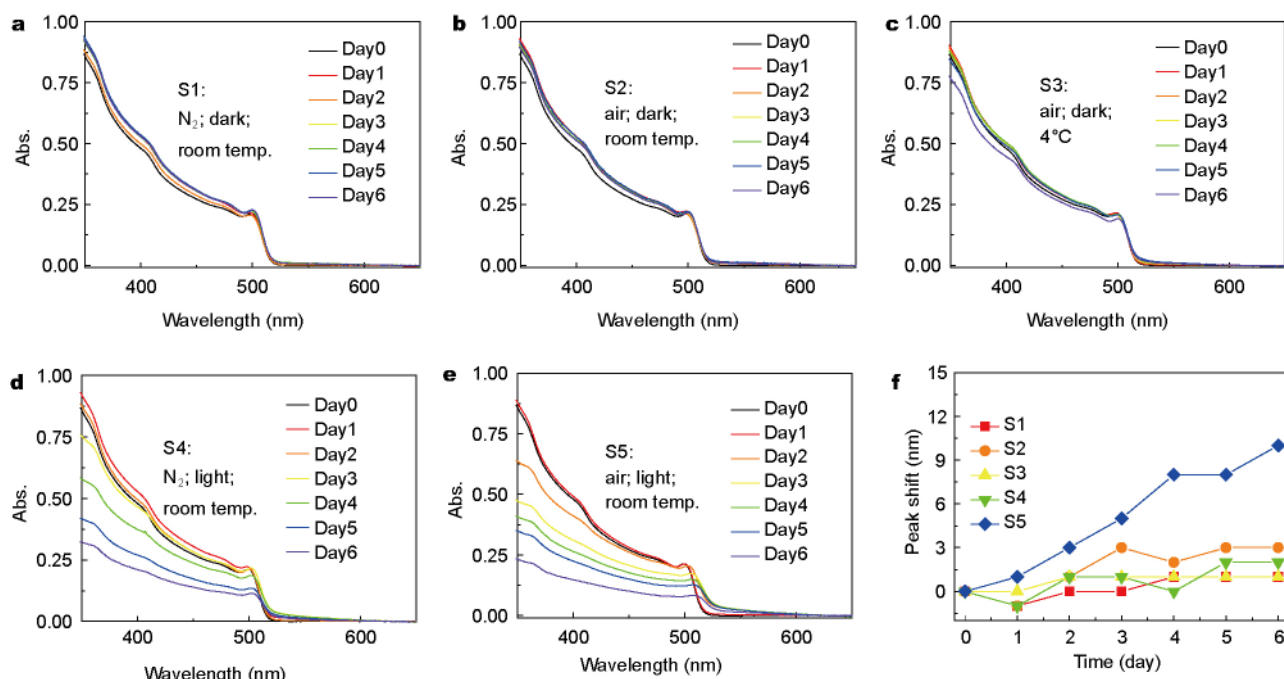 a
1.00
0.75
0.50
0.25
0.00
Abs.
S1:
N₂; dark;
room temp.
Day0
Day1
Day2
Day3
Day4
Day5
Day6
400
500
600
Wavelength (nm)
b
1.00
0.75
0.50
0.25
0.00
Abs.
S2:
air; dark;
room temp.
Day0
Day1
Day2
Day3
Day4
Day5
Day6
400
500
600
Wavelength (nm)
c
1.00
0.75
0.50
0.25
0.00
Abs.
S3:
air; dark;
4°C
Day0
Day1
Day2
Day3
Day4
Day5
Day6
400
500
600
Wavelength (nm)
d
1.00
0.75
0.50
0.25
0.00
Abs.
S4:
N₂; light;
room temp.
Day0
Day1
Day2
Day3
Day4
Day5
Day6
400
500
600
Wavelength (nm)
e
1.00
0.75
0.50
0.25
0.00
Abs.
S5:
air; light;
room temp.
Day0
Day1
Day2
Day3
Day4
Day5
Day6
400
500
600
Wavelength (nm)
f
15
12
9
6
3
0
Peak shift (nm)
S1
S2
S3
S4
S5
0
1
2
3
4
5
6
Time (day)